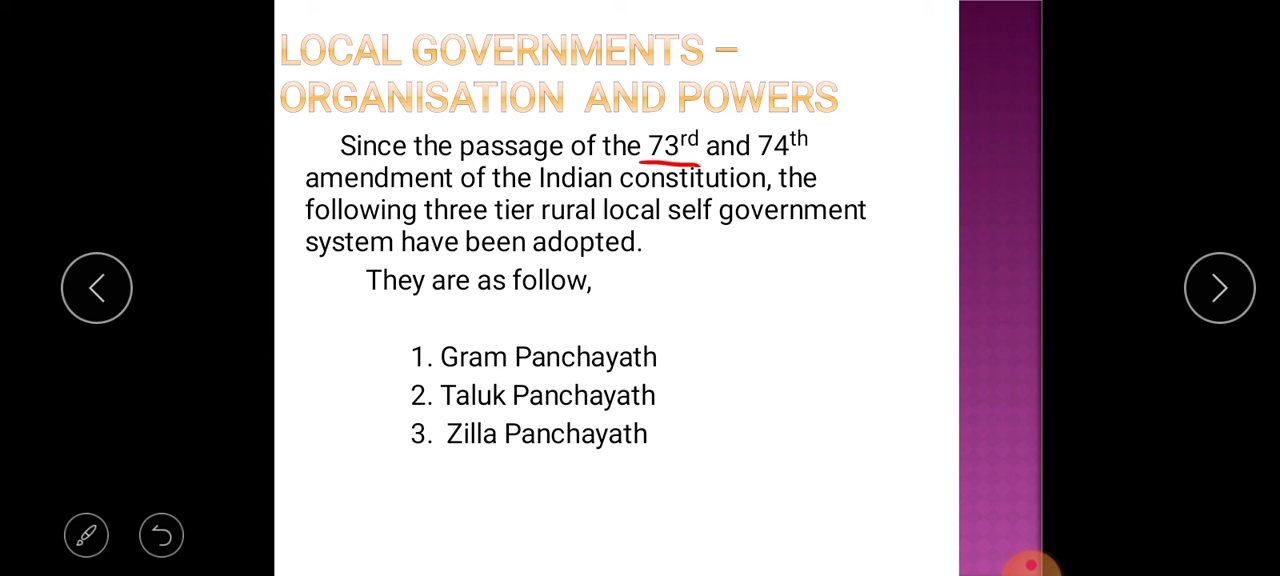 LOCAL GOVERNMENTS –
ORGANISATION AND POWERS
Since the passage of the 73rd and 74th
amendment of the Indian constitution, the
following three tier rural local self government
system have been adopted.
They are as follow,
1. Gram Panchayath
2. Taluk Panchayath
3. Zilla Panchayath